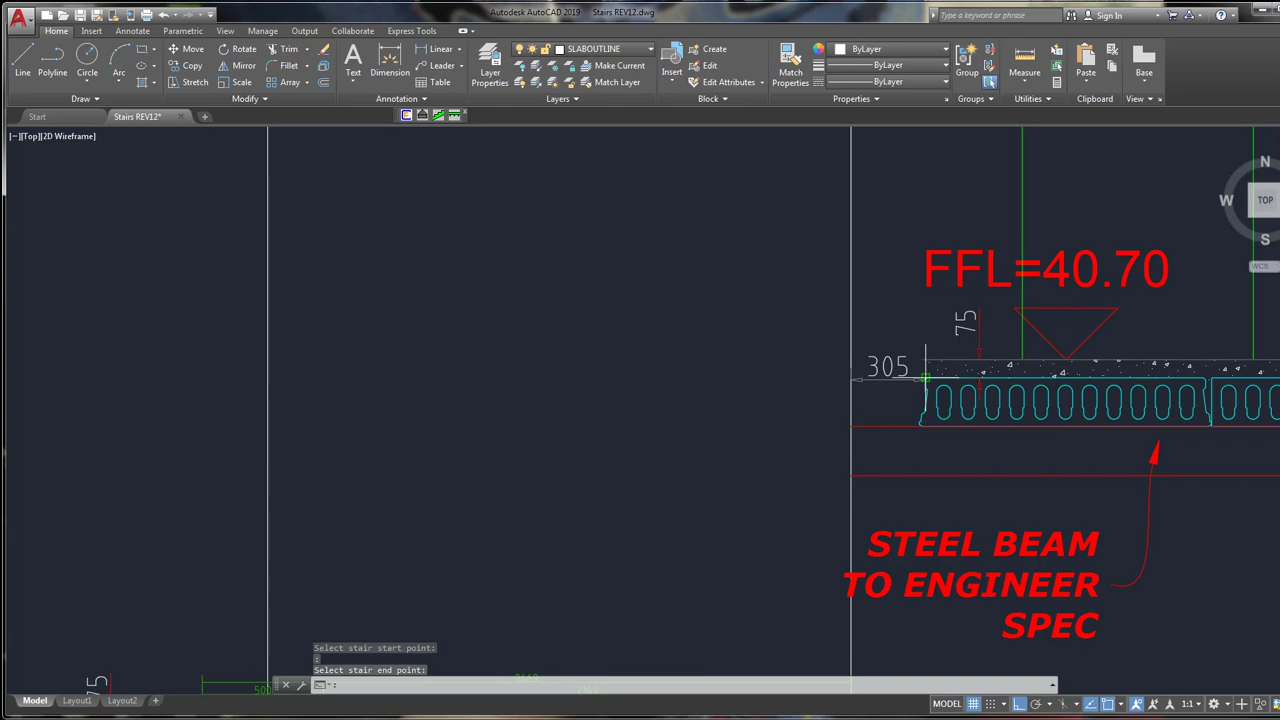 Autodesk AutoCAD 2019 Stairs REV12.dwg
Type a keyword or phrase
Sign In
Home Insert Annotate Parametric View Manage Output Collaborate Express Tools
Line
Polyline
Circle
Arc
Draw
Move Rotate Trim
Copy Mirror Fillet
Stretch Scale Array
Modify
Text
Dimension
Linear
Leader
Table
Annotation
Layer
Properties
SLABOUTLINE
Make Current
Match Layer
Layers
Insert
Create
Edit
Edit Attributes
Block
Match
Properties
ByLayer
ByLayer
ByLayer
Properties
Group
Groups
Measure
Utilities
Paste
Clipboard
Base
View
Start Stairs REV12*
[−][Top][2D Wireframe]
N
W TOP
S
WCS
FFL=40.70
75
305
STEEL BEAM
TO ENGINEER
SPEC
Select stair start point:
:
Select stair end point:
:
75
500
2369
Model Layout1 Layout2
MODEL 1:1